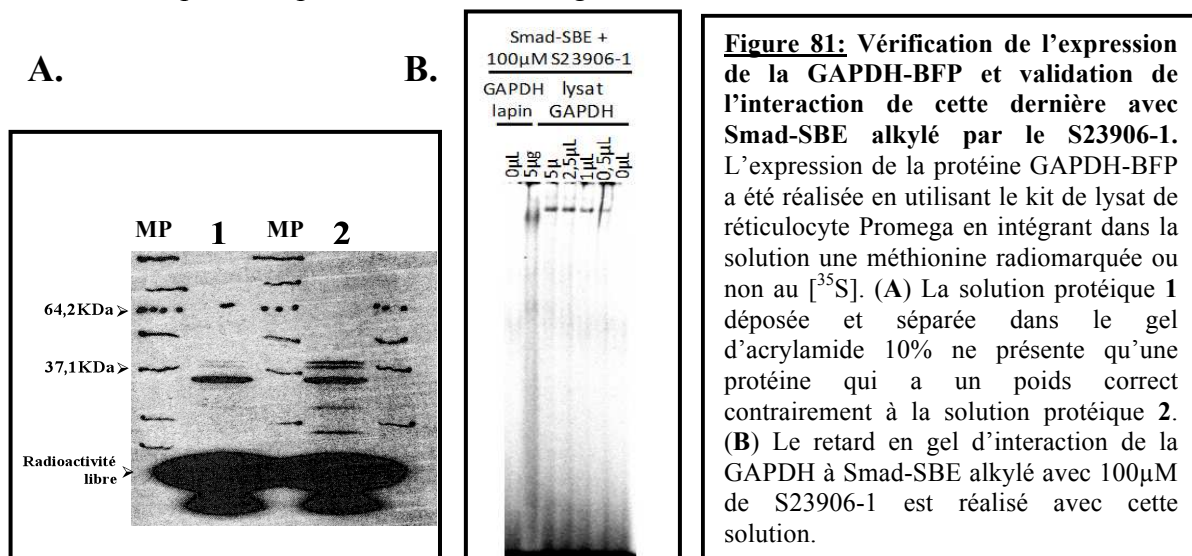 A.
B.
MP 1 MP 2
64,2KDa
37,1KDa
Radioactivité
libre
Smad-SBE +
100µM S23906-1
GAPDH lysat
lapin GAPDH
0µL
5µg
5µ
2,5µL
1µL
0,5µL
0µL
Figure 81: Vérification de l'expression
de la GAPDH-BFP et validation de
l'interaction de cette dernière avec
Smad-SBE alkylé par le S23906-1.
L'expression de la protéine GAPDH-BFP
a été réalisée en utilisant le kit de lysat de
réticulocyte Promega en intégrant dans la
solution une méthionine radiomarquée ou
non au [³⁵S]. (A) La solution protéique 1
déposée et séparée dans le gel
d'acrylamide 10% ne présente qu'une
protéine qui a un poids correct
contrairement à la solution protéique 2.
(B) Le retard en gel d'interaction de la
GAPDH à Smad-SBE alkylé avec 100µM
de S23906-1 est réalisé avec cette
solution.